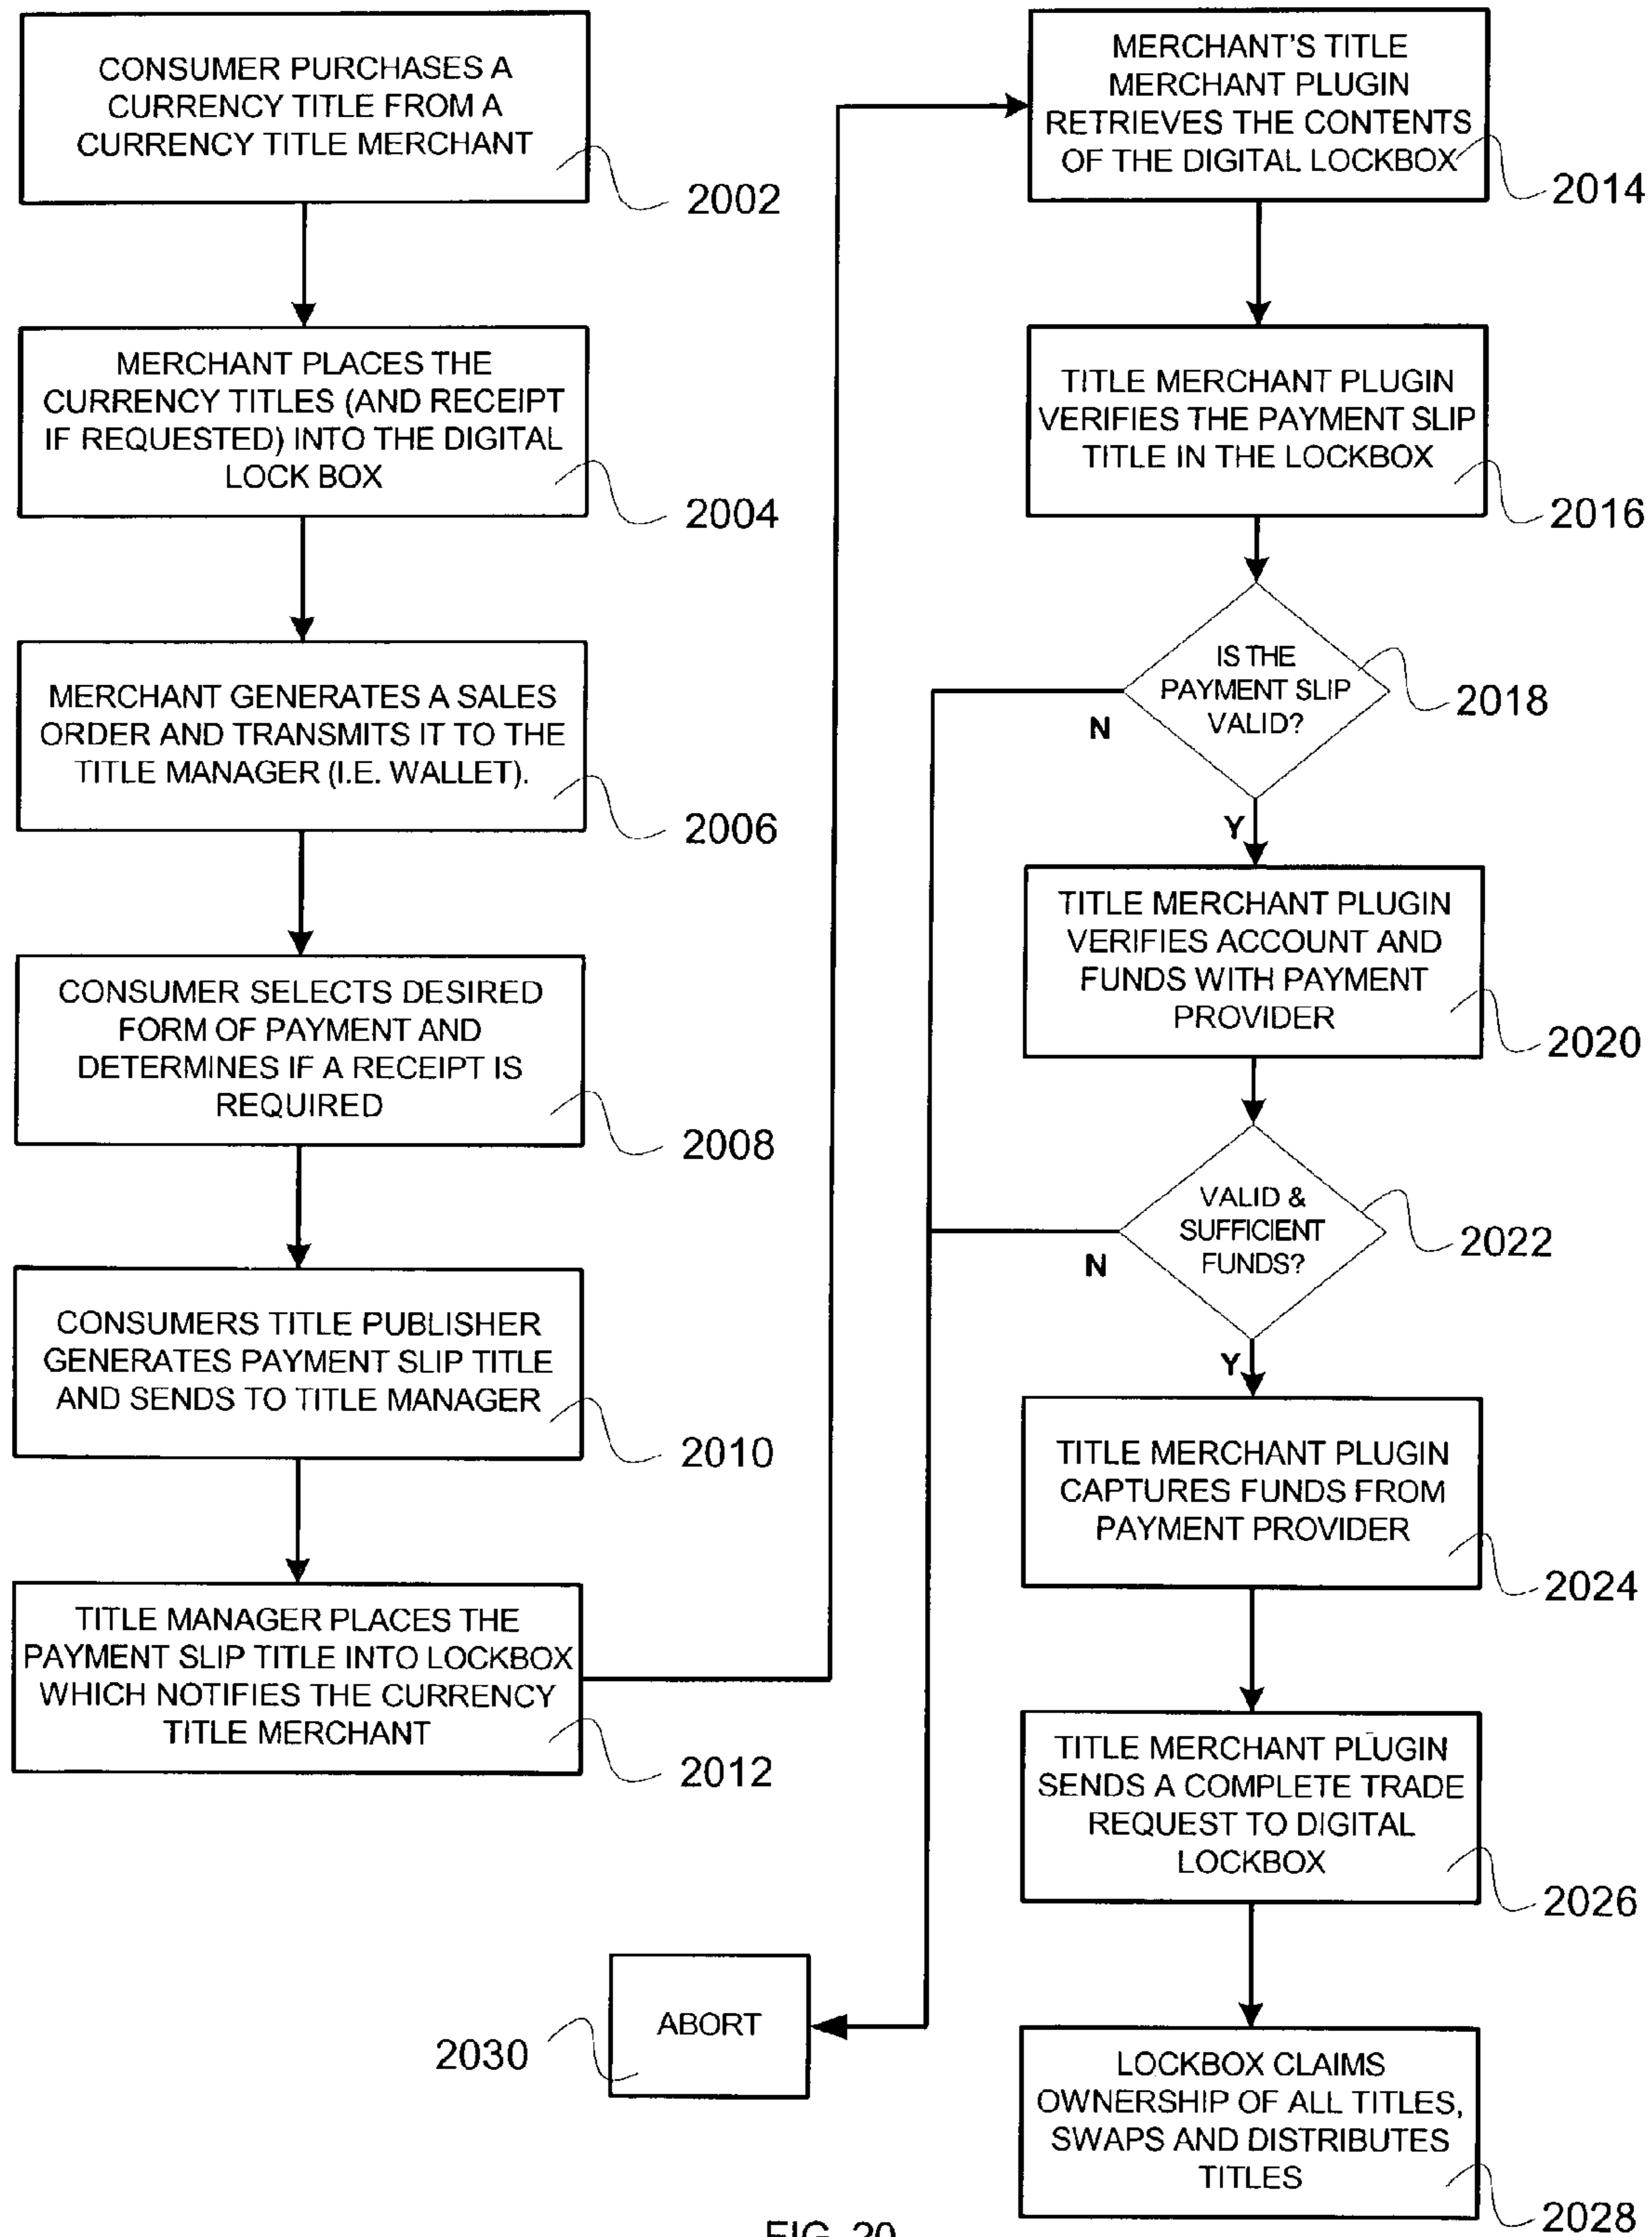 CONSUMER PURCHASES A
CURRENCY TITLE FROM A
CURRENCY TITLE MERCHANT
2002
MERCHANT PLACES THE
CURRENCY TITLES (AND RECEIPT
IF REQUESTED) INTO THE DIGITAL
LOCK BOX
2004
MERCHANT GENERATES A SALES
ORDER AND TRANSMITS IT TO THE
TITLE MANAGER (I.E. WALLET).
2006
CONSUMER SELECTS DESIRED
FORM OF PAYMENT AND
DETERMINES IF A RECEIPT IS
REQUIRED
2008
CONSUMERS TITLE PUBLISHER
GENERATES PAYMENT SLIP TITLE
AND SENDS TO TITLE MANAGER
2010
TITLE MANAGER PLACES THE
PAYMENT SLIP TITLE INTO LOCKBOX
WHICH NOTIFIES THE CURRENCY
TITLE MERCHANT
2012
MERCHANT'S TITLE
MERCHANT PLUGIN
RETRIEVES THE CONTENTS
OF THE DIGITAL LOCKBOX
2014
TITLE MERCHANT PLUGIN
VERIFIES THE PAYMENT SLIP
TITLE IN THE LOCKBOX
2016
IS THE
PAYMENT SLIP
VALID?
2018
N
Y
TITLE MERCHANT PLUGIN
VERIFIES ACCOUNT AND
FUNDS WITH PAYMENT
PROVIDER
2020
VALID &
SUFFICIENT
FUNDS?
2022
N
Y
TITLE MERCHANT PLUGIN
CAPTURES FUNDS FROM
PAYMENT PROVIDER
2024
TITLE MERCHANT PLUGIN
SENDS A COMPLETE TRADE
REQUEST TO DIGITAL
LOCKBOX
2026
ABORT
2030
LOCKBOX CLAIMS
OWNERSHIP OF ALL TITLES,
SWAPS AND DISTRIBUTES
TITLES
2028
FIG. 20